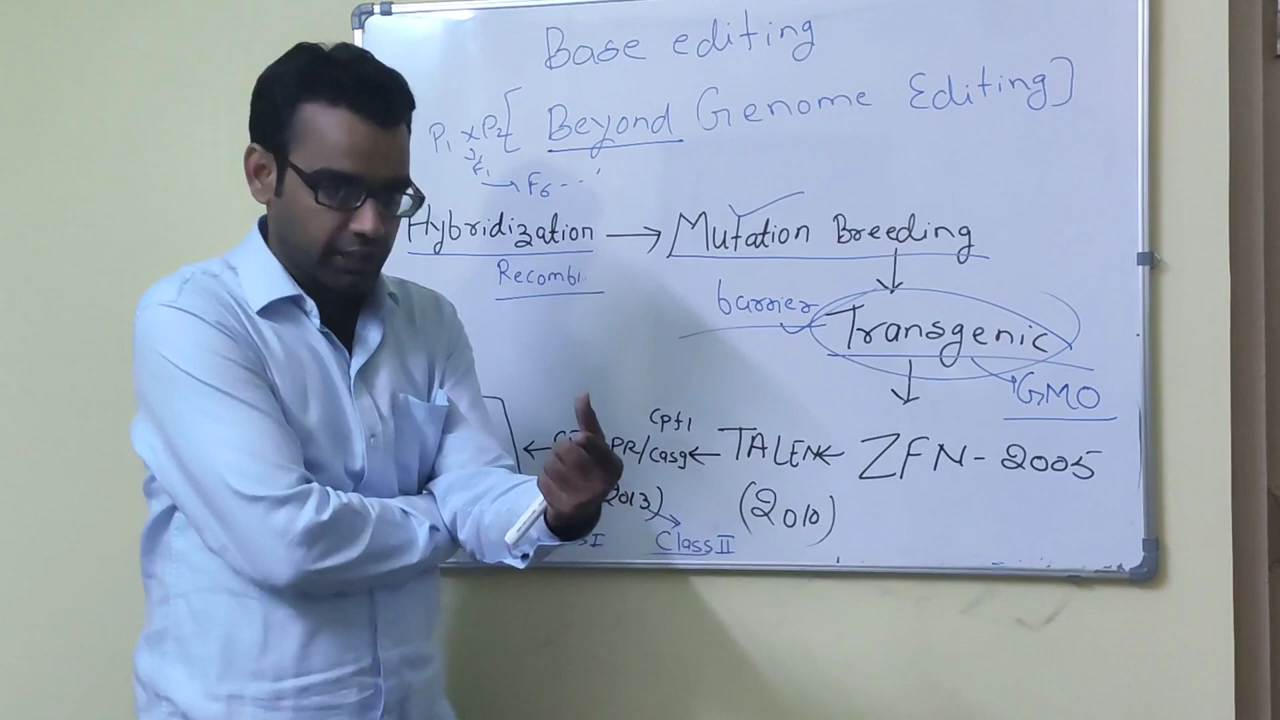 Base editing
P1 x P2 [Beyond Genome Editing]
F1
→ F6 - - -
Hybridization → Mutation Breeding
Recombi.
barrier
Transgenic
GMO
PR/cas9 ← TALEN ← ZFN - 2005
Cpf1
2013) (2010)
I Class II